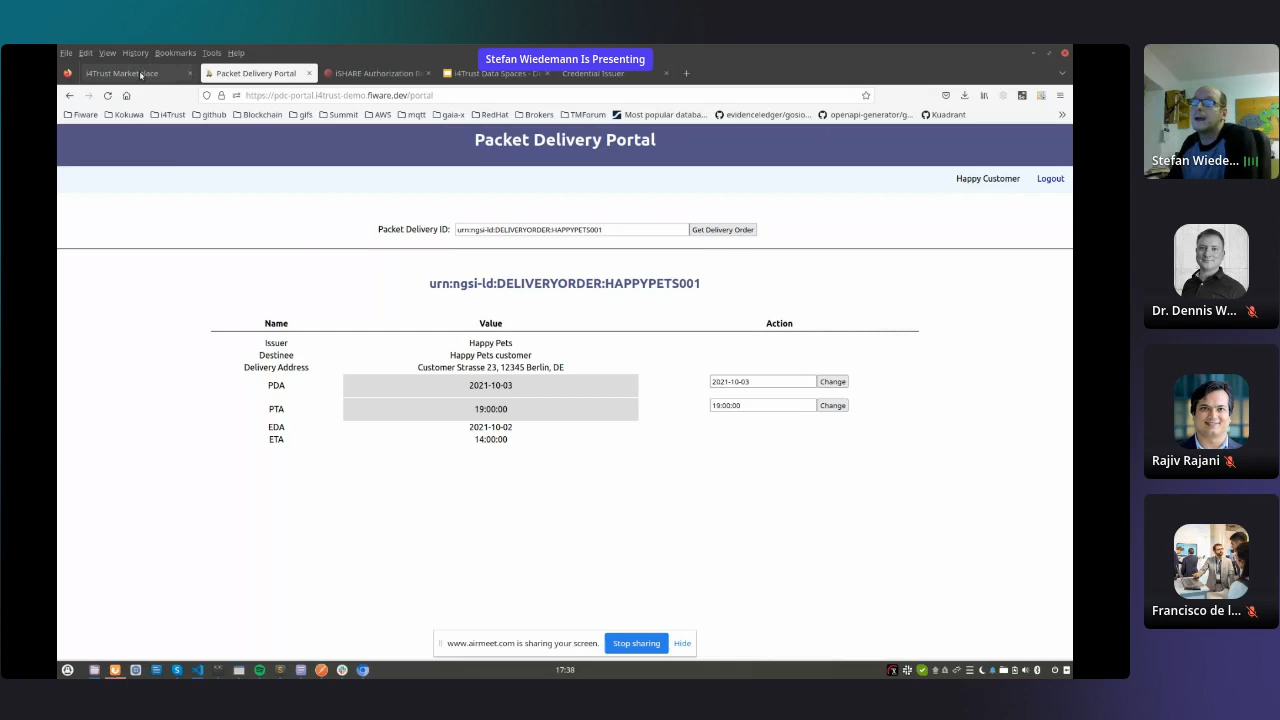 File Edit View History Bookmarks Tools Help
Stefan Wiedemann Is Presenting
i4Trust Marketplace
Packet Delivery Portal
iSHARE Authorization R
i4Trust Data Spaces - D
Credential Issuer
https://pdc-portal.i4trust-demo.fiware.dev/portal
Fiware Kokuwa i4Trust github Blockchain gifs Summit AWS mqtt gaia-x RedHat Brokers TMForum Most popular databa... evidenceledger/gosio... openapi-generator/g... Kuadrant
Packet Delivery Portal
Happy Customer Logout
Packet Delivery ID: urn:ngsi-ld:DELIVERYORDER:HAPPYPETS001 Get Delivery Order
urn:ngsi-ld:DELIVERYORDER:HAPPYPETS001
Name Value Action
Issuer Happy Pets
Destinee Happy Pets customer
Delivery Address Customer Strasse 23, 12345 Berlin, DE
PDA 2021-10-03 2021-10-03 Change
PTA 19:00:00 19:00:00 Change
EDA 2021-10-02
ETA 14:00:00
www.airmeet.com is sharing your screen. Stop sharing Hide
17:38
Stefan Wiede...
Dr. Dennis W...
Rajiv Rajani
Francisco de l...